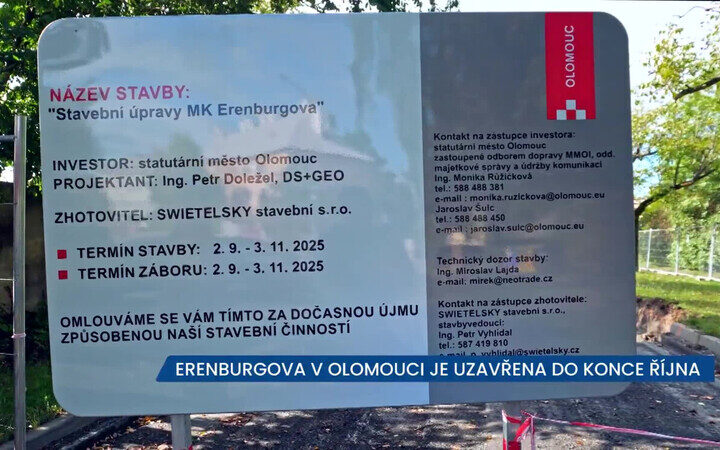 NÁZEV STAVBY:
"Stavební úpravy MK Erenburgova"
INVESTOR: statutární město Olomouc
PROJEKTANT: Ing. Petr Doležel, DS+GEO
ZHOTOVITEL: SWIETELSKY stavební s.r.o.
TERMÍN STAVBY: 2. 9. - 3. 11. 2025
TERMÍN ZÁBORU: 2. 9. - 3. 11. 2025
OMLOUVÁME SE VÁM TÍMTO ZA DOČASNOU ÚJMU
ZPŮSOBENOU NAŠÍ STAVEBNÍ ČINNOSTÍ
OLOMOUC
Kontakt na zástupce investora:
statutární město Olomouc
zastoupené odborem dopravy MMOl, odd.
majetkové správy a údržby komunikací
Ing. Monika Růžičková
tel.: 588 488 381
e-mail : monika.ruzickova@olomouc.eu
Jaroslav Šulc
tel.: 588 488 450
e-mail : jaroslav.sulc@olomouc.eu
Technický dozor stavby:
Ing. Miroslav Lajda
e-mail: mirek@neotrade.cz
Kontakt na zástupce zhotovitele:
SWIETELSKY stavební s.r.o.,
stavbyvedoucí:
Ing. Petr Vyhlídal
tel.: 587 419 810
e-mail: p_vyhlidal@swietelsky.cz
ERENBURGOVA V OLOMOUCI JE UZAVŘENA DO KONCE ŘÍJNA